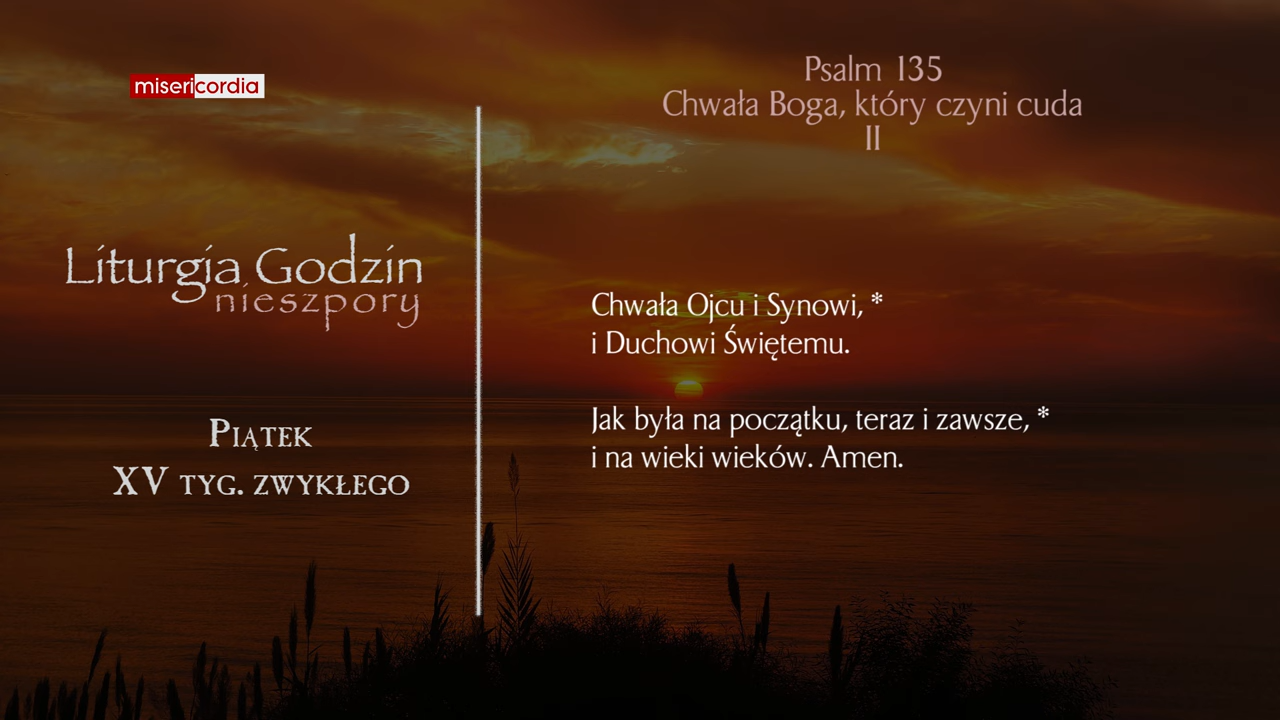 misericordia
Liturgia Godzin
nieszpory
Piątek
XV tyg. zwykłego
Psalm 135
Chwała Boga, który czyni cuda
II
Chwała Ojcu i Synowi, *
i Duchowi Świętemu.
Jak była na początku, teraz i zawsze, *
i na wieki wieków. Amen.